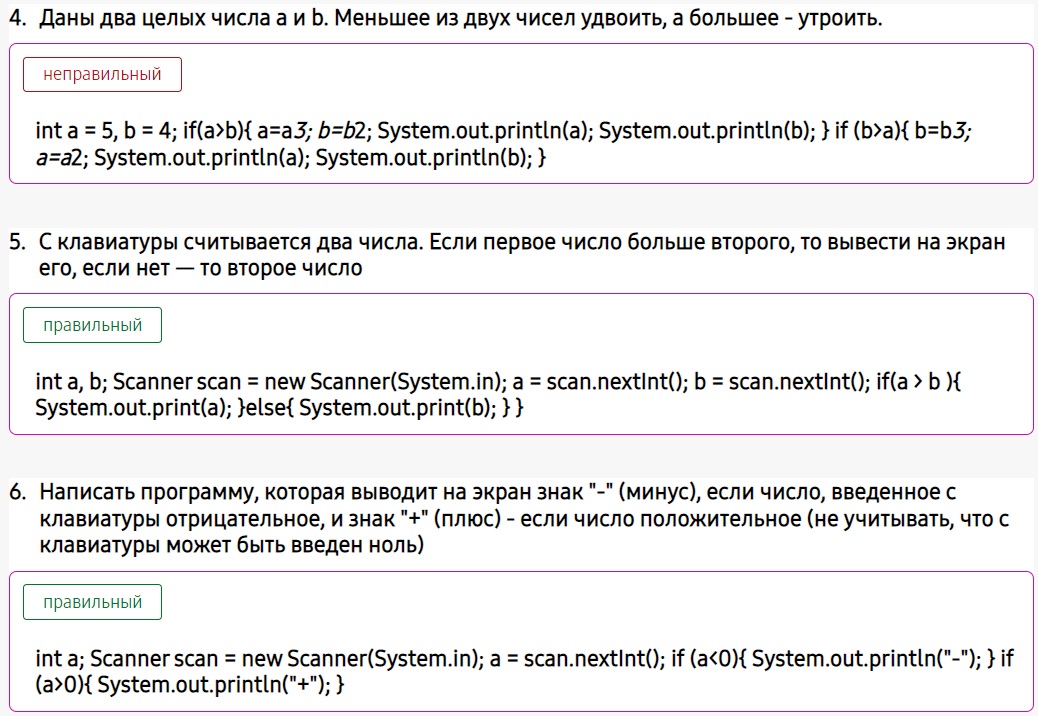 4. Даны два целых числа a и b. Меньшее из двух чисел удвоить, а большее - утроить.
неправильный
int a = 5, b = 4; if(a>b){ a=a3; b=b2; System.out.println(a); System.out.println(b); } if (b>a){ b=b3;
a=a2; System.out.println(a); System.out.println(b); }
5. С клавиатуры считывается два числа. Если первое число больше второго, то вывести на экран
его, если нет — то второе число
правильный
int a, b; Scanner scan = new Scanner(System.in); a = scan.nextInt(); b = scan.nextInt(); if(a > b ){
System.out.print(a); }else{ System.out.print(b); } }
6. Написать программу, которая выводит на экран знак "-" (минус), если число, введенное с
клавиатуры отрицательное, и знак "+" (плюс) - если число положительное (не учитывать, что с
клавиатуры может быть введен ноль)
правильный
int a; Scanner scan = new Scanner(System.in); a = scan.nextInt(); if (a<0){ System.out.println("-"); } if
(a>0){ System.out.println("+"); }